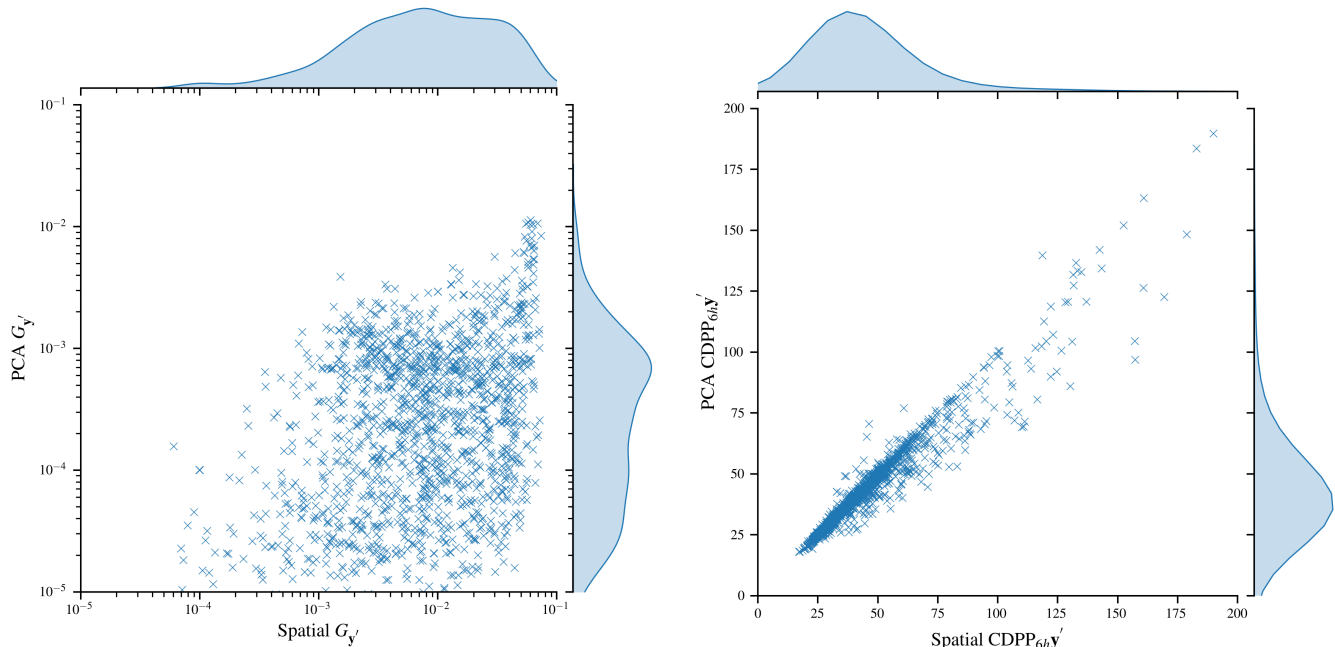 10⁻¹
10⁻²
10⁻³
10⁻⁴
10⁻⁵
PCA G_y′
10⁻⁵ 10⁻⁴ 10⁻³ 10⁻² 10⁻¹
Spatial G_y′
200
175
150
125
100
75
50
25
0
PCA CDPP_6h y′
0 25 50 75 100 125 150 175 200
Spatial CDPP_6h y′